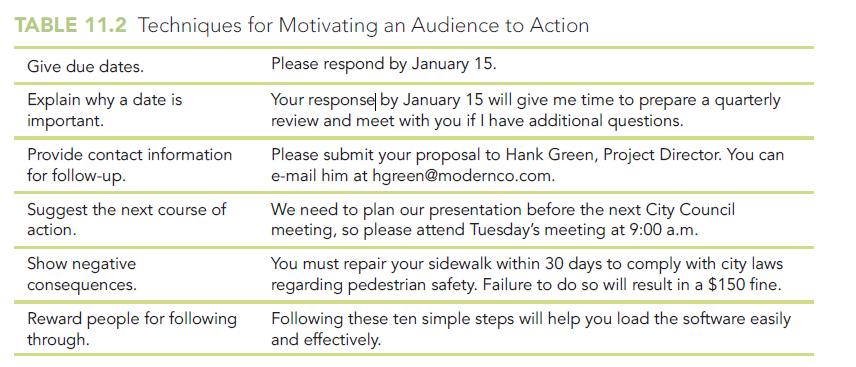 TABLE 11.2 Techniques for Motivating an Audience to Action
Give due dates.
Please respond by January 15.
Explain why a date is
important.
Your response by January 15 will give me time to prepare a quarterly
review and meet with you if I have additional questions.
Provide contact information
for follow-up.
Please submit your proposal to Hank Green, Project Director. You can
e-mail him at hgreen@modernco.com.
Suggest the next course of
action.
We need to plan our presentation before the next City Council
meeting, so please attend Tuesday’s meeting at 9:00 a.m.
Show negative
consequences.
You must repair your sidewalk within 30 days to comply with city laws
regarding pedestrian safety. Failure to do so will result in a $150 fine.
Reward people for following
through.
Following these ten simple steps will help you load the software easily
and effectively.